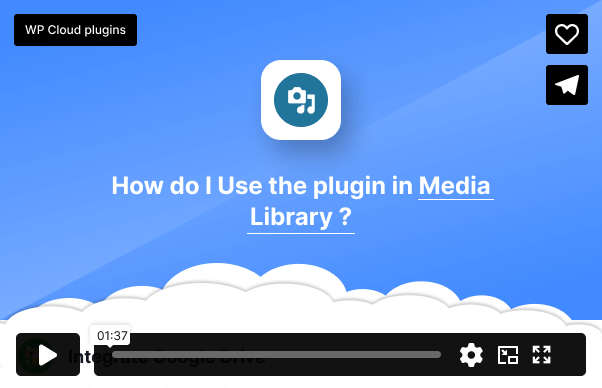 WP Cloud plugins
How do I Use the plugin in Media
Library ?
01:37
Integrate Google Drive